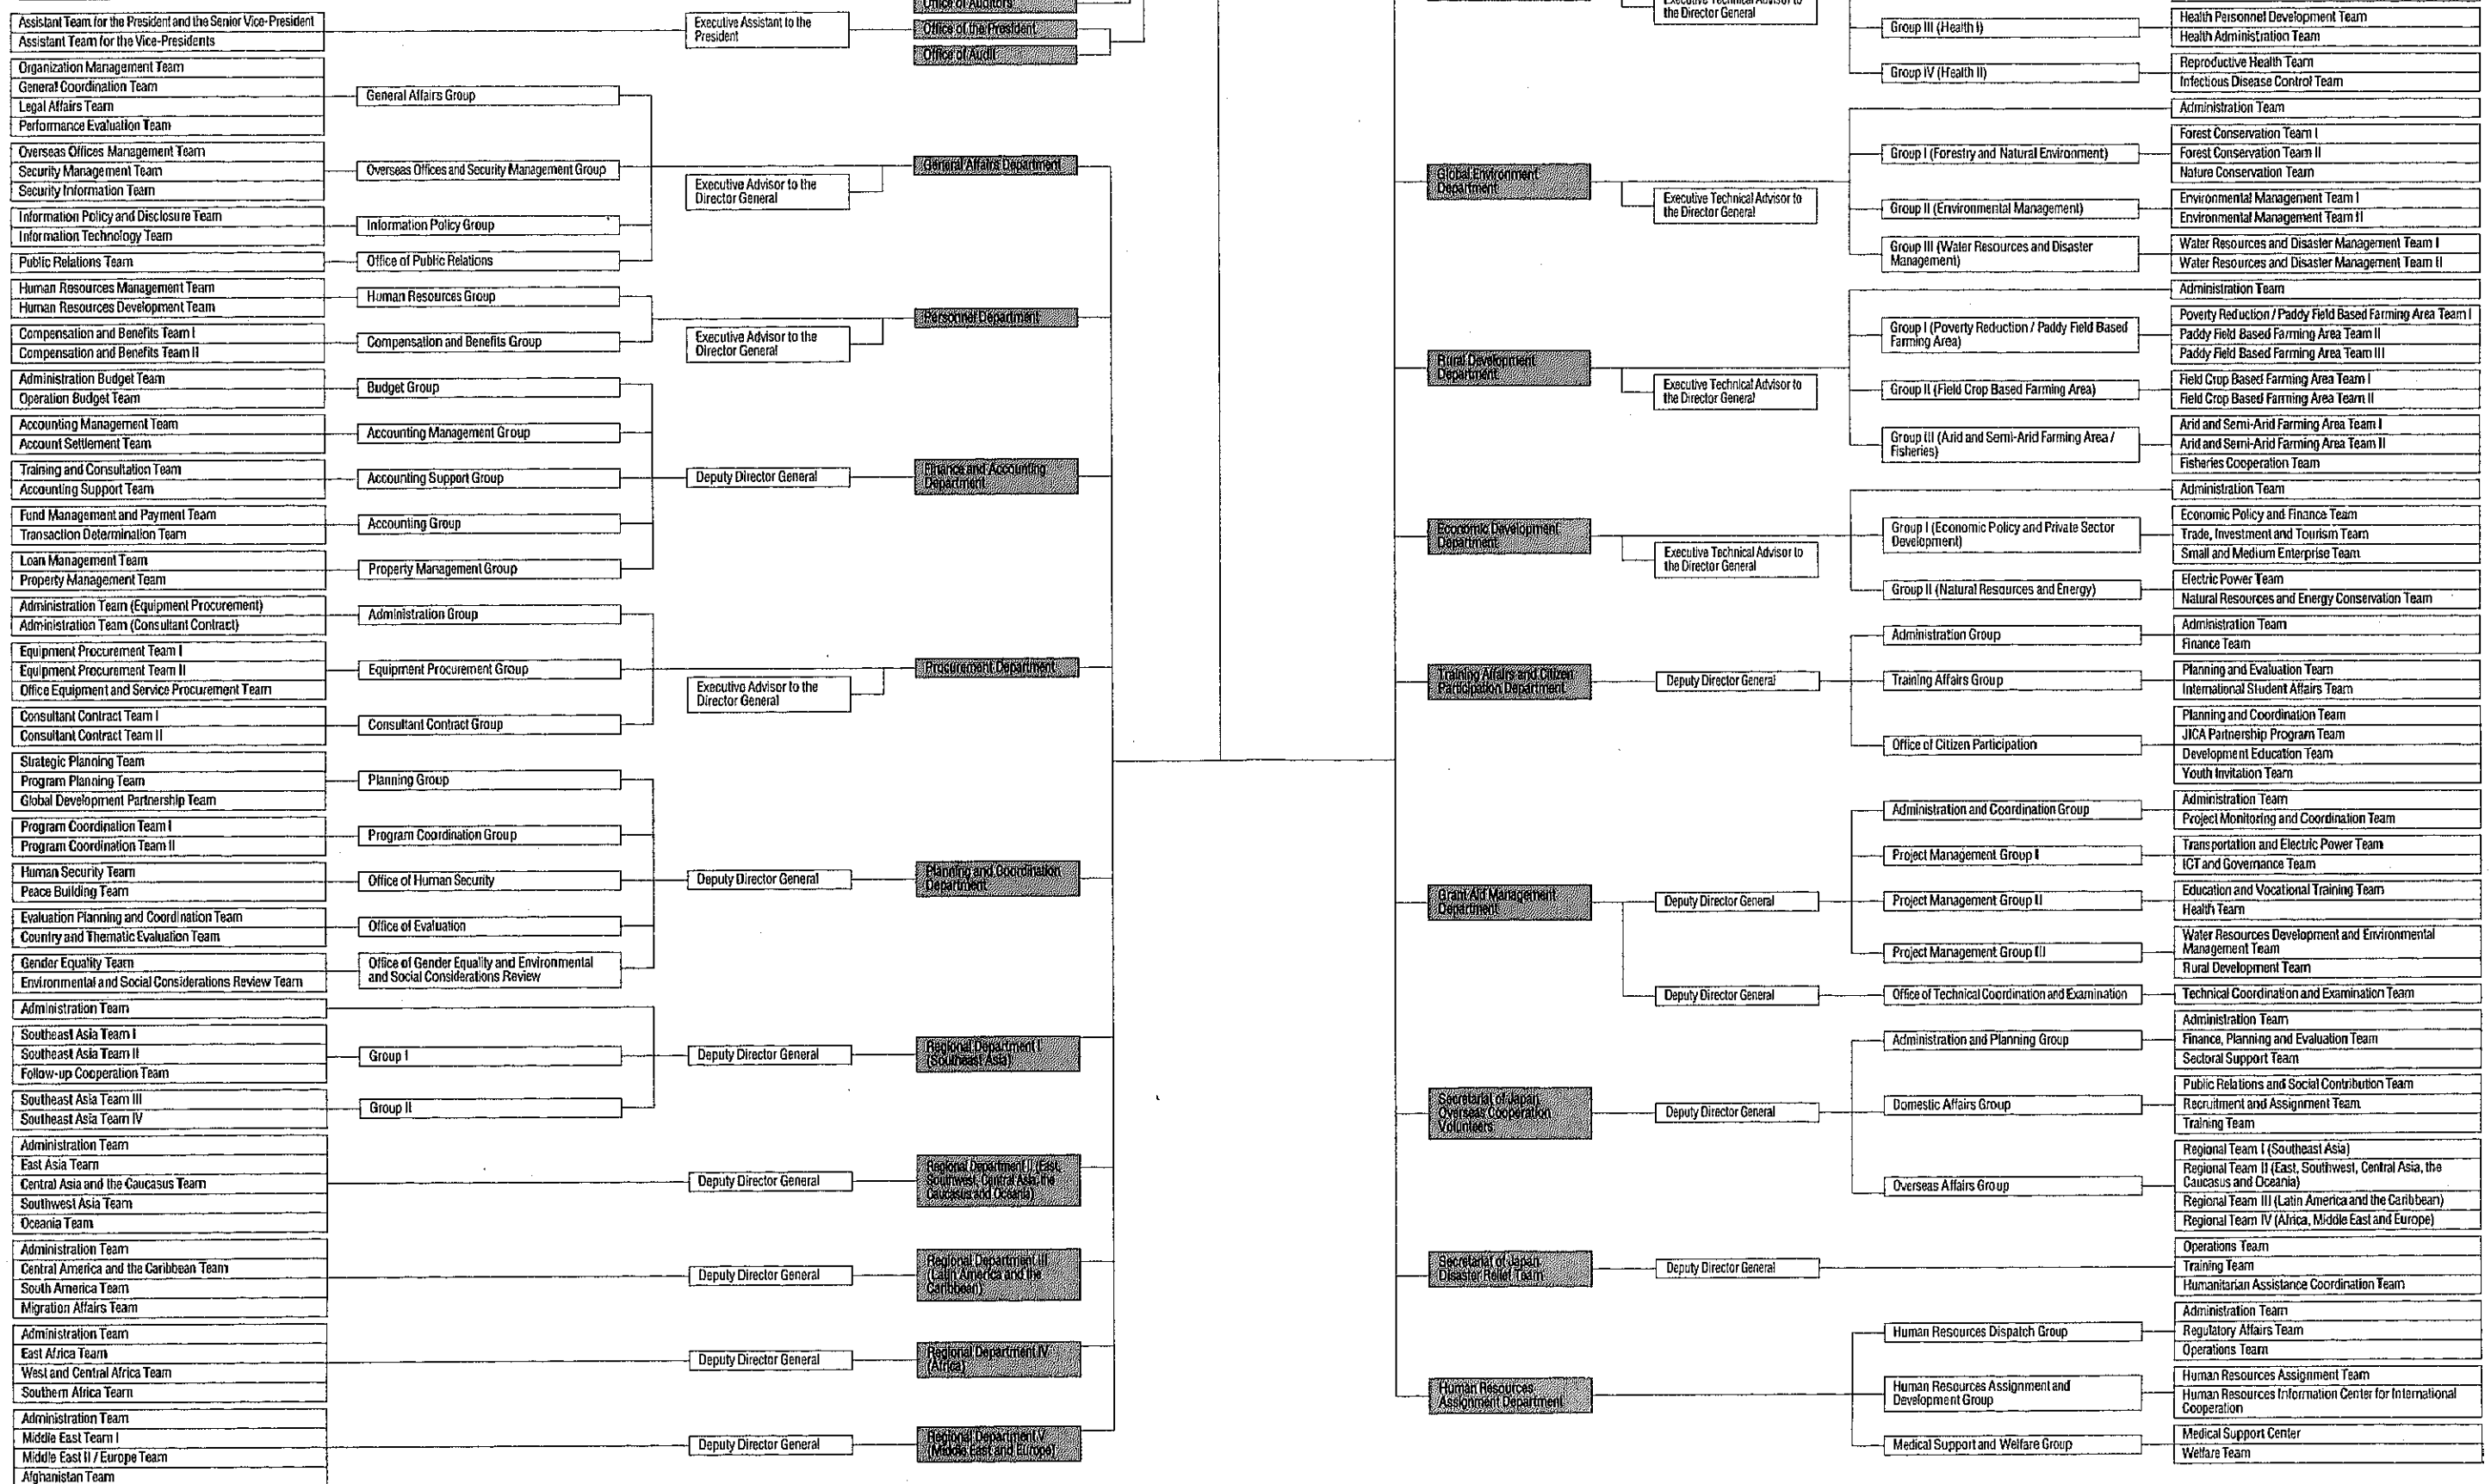 Assistant Team for the President and the Senior Vice-President
Assistant Team for the Vice-Presidents
Executive Assistant to the
President
Office of Auditors
Office of the President
Office of Audit
Organization Management Team
General Coordination Team
Legal Affairs Team
Performance Evaluation Team
General Affairs Group
Overseas Offices Management Team
Security Management Team
Security Information Team
Overseas Offices and Security Management Group
Information Policy and Disclosure Team
Information Technology Team
Information Policy Group
Public Relations Team
Office of Public Relations
Executive Advisor to the
Director General
General Affairs Department
Human Resources Management Team
Human Resources Development Team
Human Resources Group
Compensation and Benefits Team I
Compensation and Benefits Team II
Compensation and Benefits Group
Executive Advisor to the
Director General
Personnel Department
Administration Budget Team
Operation Budget Team
Budget Group
Accounting Management Team
Account Settlement Team
Accounting Management Group
Training and Consultation Team
Accounting Support Team
Accounting Support Group
Fund Management and Payment Team
Transaction Determination Team
Accounting Group
Loan Management Team
Property Management Team
Property Management Group
Deputy Director General
Finance and Accounting
Department
Administration Team (Equipment Procurement)
Administration Team (Consultant Contract)
Administration Group
Equipment Procurement Team I
Equipment Procurement Team II
Office Equipment and Service Procurement Team
Equipment Procurement Group
Consultant Contract Team I
Consultant Contract Team II
Consultant Contract Group
Executive Advisor to the
Director General
Procurement Department
Strategic Planning Team
Program Planning Team
Global Development Partnership Team
Planning Group
Program Coordination Team I
Program Coordination Team II
Program Coordination Group
Human Security Team
Peace Building Team
Office of Human Security
Evaluation Planning and Coordination Team
Country and Thematic Evaluation Team
Office of Evaluation
Gender Equality Team
Environmental and Social Considerations Review Team
Office of Gender Equality and Environmental
and Social Considerations Review
Deputy Director General
Planning and Coordination
Department
Administration Team
Southeast Asia Team I
Southeast Asia Team II
Follow-up Cooperation Team
Group I
Southeast Asia Team III
Southeast Asia Team IV
Group II
Deputy Director General
Regional Department I
(Southeast Asia)
Administration Team
East Asia Team
Central Asia and the Caucasus Team
Southwest Asia Team
Oceania Team
Deputy Director General
Regional Department II (East,
Southwest, Central Asia, the
Caucasus and Oceania)
Administration Team
Central America and the Caribbean Team
South America Team
Migration Affairs Team
Deputy Director General
Regional Department III
(Latin America and the
Caribbean)
Administration Team
East Africa Team
West and Central Africa Team
Southern Africa Team
Deputy Director General
Regional Department IV
(Africa)
Administration Team
Middle East Team I
Middle East II / Europe Team
Afghanistan Team
Deputy Director General
Regional Department V
(Middle East and Europe)
Executive Technical Advisor to
the Director General
Group III (Health I)
Health Personnel Development Team
Health Administration Team
Group IV (Health II)
Reproductive Health Team
Infectious Disease Control Team
Global Environment
Department
Executive Technical Advisor to
the Director General
Administration Team
Group I (Forestry and Natural Environment)
Forest Conservation Team I
Forest Conservation Team II
Nature Conservation Team
Group II (Environmental Management)
Environmental Management Team I
Environmental Management Team II
Group III (Water Resources and Disaster
Management)
Water Resources and Disaster Management Team I
Water Resources and Disaster Management Team II
Rural Development
Department
Executive Technical Advisor to
the Director General
Administration Team
Group I (Poverty Reduction / Paddy Field Based
Farming Area)
Poverty Reduction / Paddy Field Based Farming Area Team I
Paddy Field Based Farming Area Team II
Paddy Field Based Farming Area Team III
Group II (Field Crop Based Farming Area)
Field Crop Based Farming Area Team I
Field Crop Based Farming Area Team II
Group III (Arid and Semi-Arid Farming Area /
Fisheries)
Arid and Semi-Arid Farming Area Team I
Arid and Semi-Arid Farming Area Team II
Fisheries Cooperation Team
Economic Development
Department
Executive Technical Advisor to
the Director General
Administration Team
Group I (Economic Policy and Private Sector
Development)
Economic Policy and Finance Team
Trade, Investment and Tourism Team
Small and Medium Enterprise Team
Group II (Natural Resources and Energy)
Electric Power Team
Natural Resources and Energy Conservation Team
Training Affairs and Citizen
Participation Department
Deputy Director General
Administration Group
Administration Team
Finance Team
Training Affairs Group
Planning and Evaluation Team
International Student Affairs Team
Office of Citizen Participation
Planning and Coordination Team
JICA Partnership Program Team
Development Education Team
Youth Invitation Team
Grant Aid Management
Department
Deputy Director General
Administration and Coordination Group
Administration Team
Project Monitoring and Coordination Team
Project Management Group I
Transportation and Electric Power Team
ICT and Governance Team
Project Management Group II
Education and Vocational Training Team
Health Team
Project Management Group III
Water Resources Development and Environmental
Management Team
Rural Development Team
Deputy Director General
Office of Technical Coordination and Examination
Technical Coordination and Examination Team
Secretariat of Japan
Overseas Cooperation
Volunteers
Deputy Director General
Administration and Planning Group
Administration Team
Finance, Planning and Evaluation Team
Sectoral Support Team
Domestic Affairs Group
Public Relations and Social Contribution Team
Recruitment and Assignment Team
Training Team
Overseas Affairs Group
Regional Team I (Southeast Asia)
Regional Team II (East, Southwest, Central Asia, the
Caucasus and Oceania)
Regional Team III (Latin America and the Caribbean)
Regional Team IV (Africa, Middle East and Europe)
Secretariat of Japan
Disaster Relief Team
Deputy Director General
Operations Team
Training Team
Humanitarian Assistance Coordination Team
Human Resources
Assignment Department
Human Resources Dispatch Group
Administration Team
Regulatory Affairs Team
Operations Team
Human Resources Assignment and
Development Group
Human Resources Assignment Team
Human Resources Information Center for International
Cooperation
Medical Support and Welfare Group
Medical Support Center
Welfare Team